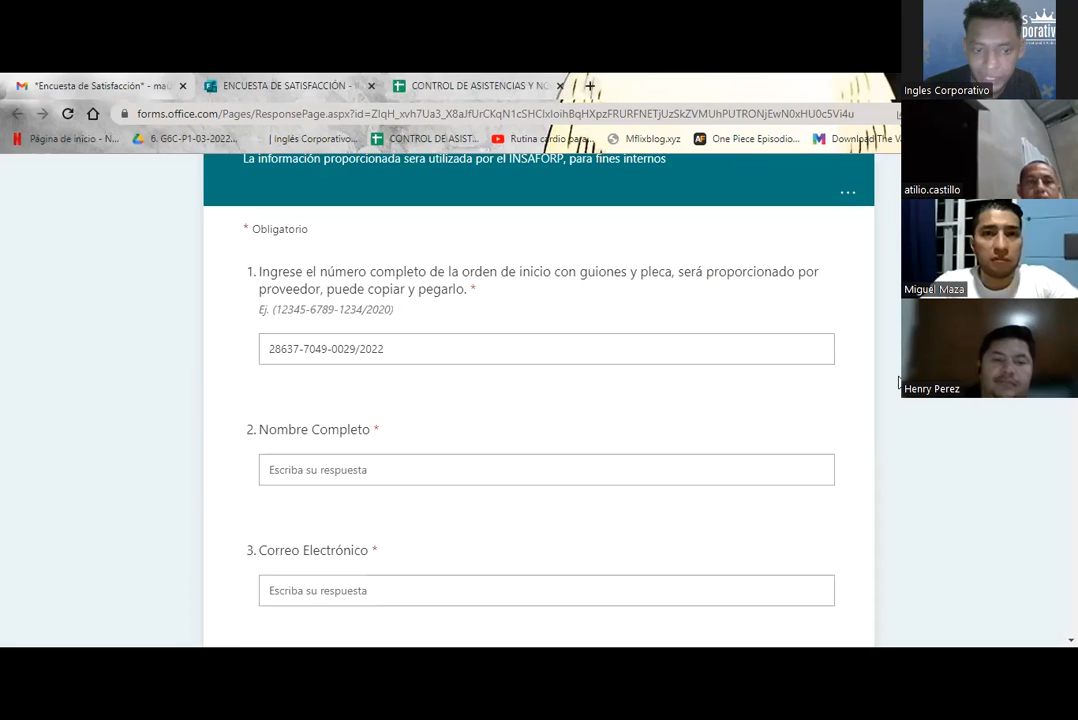 *Encuesta de Satisfacción* - mau
ENCUESTA DE SATISFACCIÓN -
CONTROL DE ASISTENCIAS Y NO
forms.office.com/Pages/ResponsePage.aspx?id=ZIqH_xvh7Ua3_X8aJfUrCKqN1cSHCIxIoihBqHXpzFRURFNETjUzSkZVMUhPUTRONjEwN0xHU0c5Vi4u
Página de inicio - N...
6. G6C-P1-03-2022...
| Inglés Corporativo...
CONTROL DE ASIST...
Rutina cardio para...
Mflixblog.xyz
One Piece Episodio...
Download The Va
La información proporcionada sera utilizada por el INSAFORP, para fines internos
...
* Obligatorio
1. Ingrese el número completo de la orden de inicio con guiones y pleca, será proporcionado por
proveedor, puede copiar y pegarlo. *
Ej. (12345-6789-1234/2020)
28637-7049-0029/2022
2. Nombre Completo *
Escriba su respuesta
3. Correo Electrónico *
Escriba su respuesta
Ingles Corporativo
atilio.castillo
Miguel Maza
Henry Perez